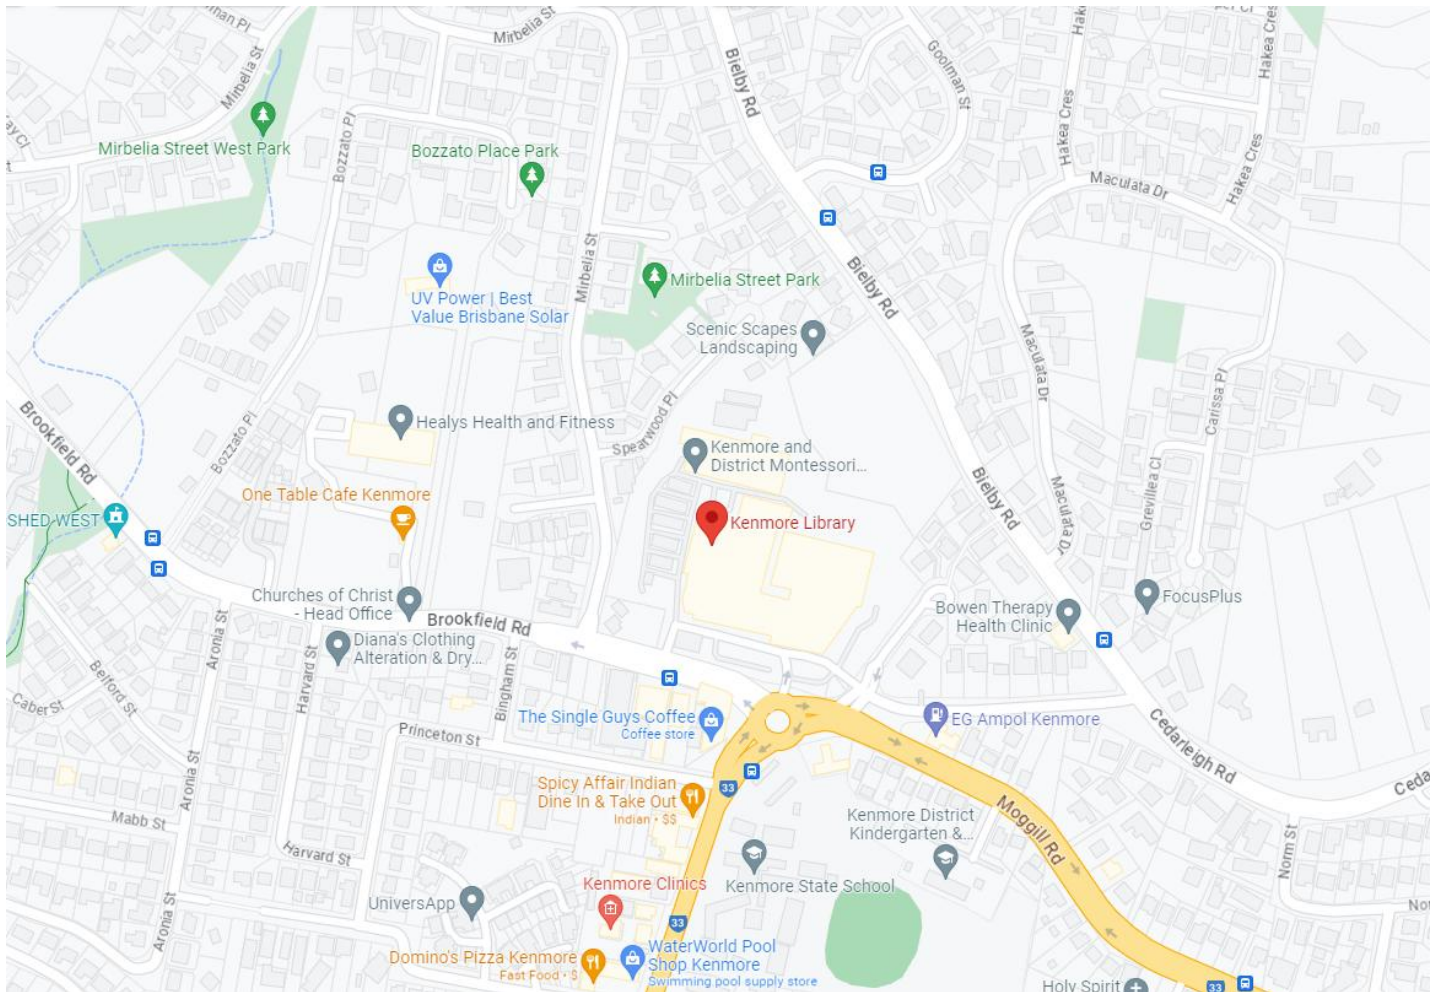 Mirbelia St
Bielby Rd
Goolman St
Hakea Cres
Mirbelia St
Bozzato Pl
Mirbelia Street West Park
Bozzato Place Park
Hakea Cres
Hakea Cres
Maculata Dr
Mirbelia St
Bielby Rd
Mirbelia Street Park
UV Power | Best
Value Brisbane Solar
Scenic Scapes
Landscaping
Maculata Dr
Carissa Pl
Brookfield Rd
Bozzato Pl
Healys Health and Fitness
Spearwood Pl
Kenmore and
District Montessori...
Bielby Rd
Maculata Dr
Grevillea Cl
One Table Cafe Kenmore
SHED WEST
Kenmore Library
Churches of Christ
- Head Office
Brookfield Rd
Bowen Therapy
Health Clinic
FocusPlus
Diana's Clothing
Alteration & Dry...
Aronia St
Harvard St
Bingham St
Belford St
Caber St
The Single Guys Coffee
Coffee store
EG Ampol Kenmore
Cedarleigh Rd
Princeton St
Aronia St
Spicy Affair Indian
Dine In & Take Out
Indian • $$
33
Moggill Rd
Ceda
Mabb St
Harvard St
Kenmore District
Kindergarten &...
Norm St
Kenmore State School
Kenmore Clinics
UniversApp
Aronia St
33
Nor
Domino's Pizza Kenmore
Fast Food • $
WaterWorld Pool
Shop Kenmore
Swimming pool supply store
Holy Spirit
33